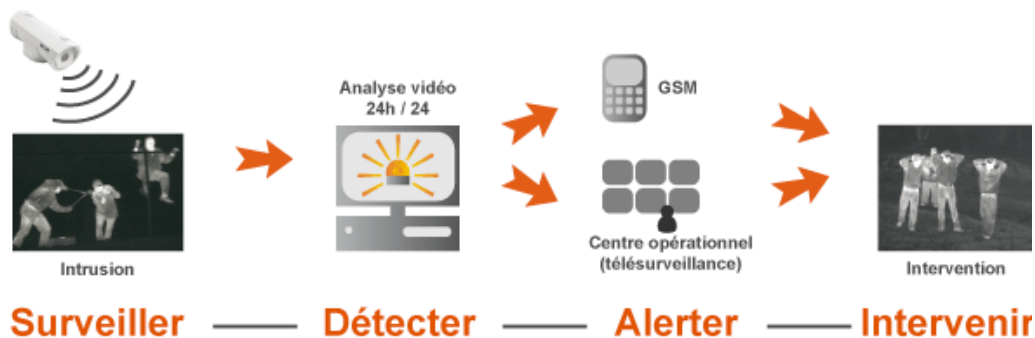 Analyse vidéo
24h / 24
GSM
Intrusion
Centre opérationnel
(télésurveillance)
Intervention
Surveiller
Détecter
Alerter
Intervenir